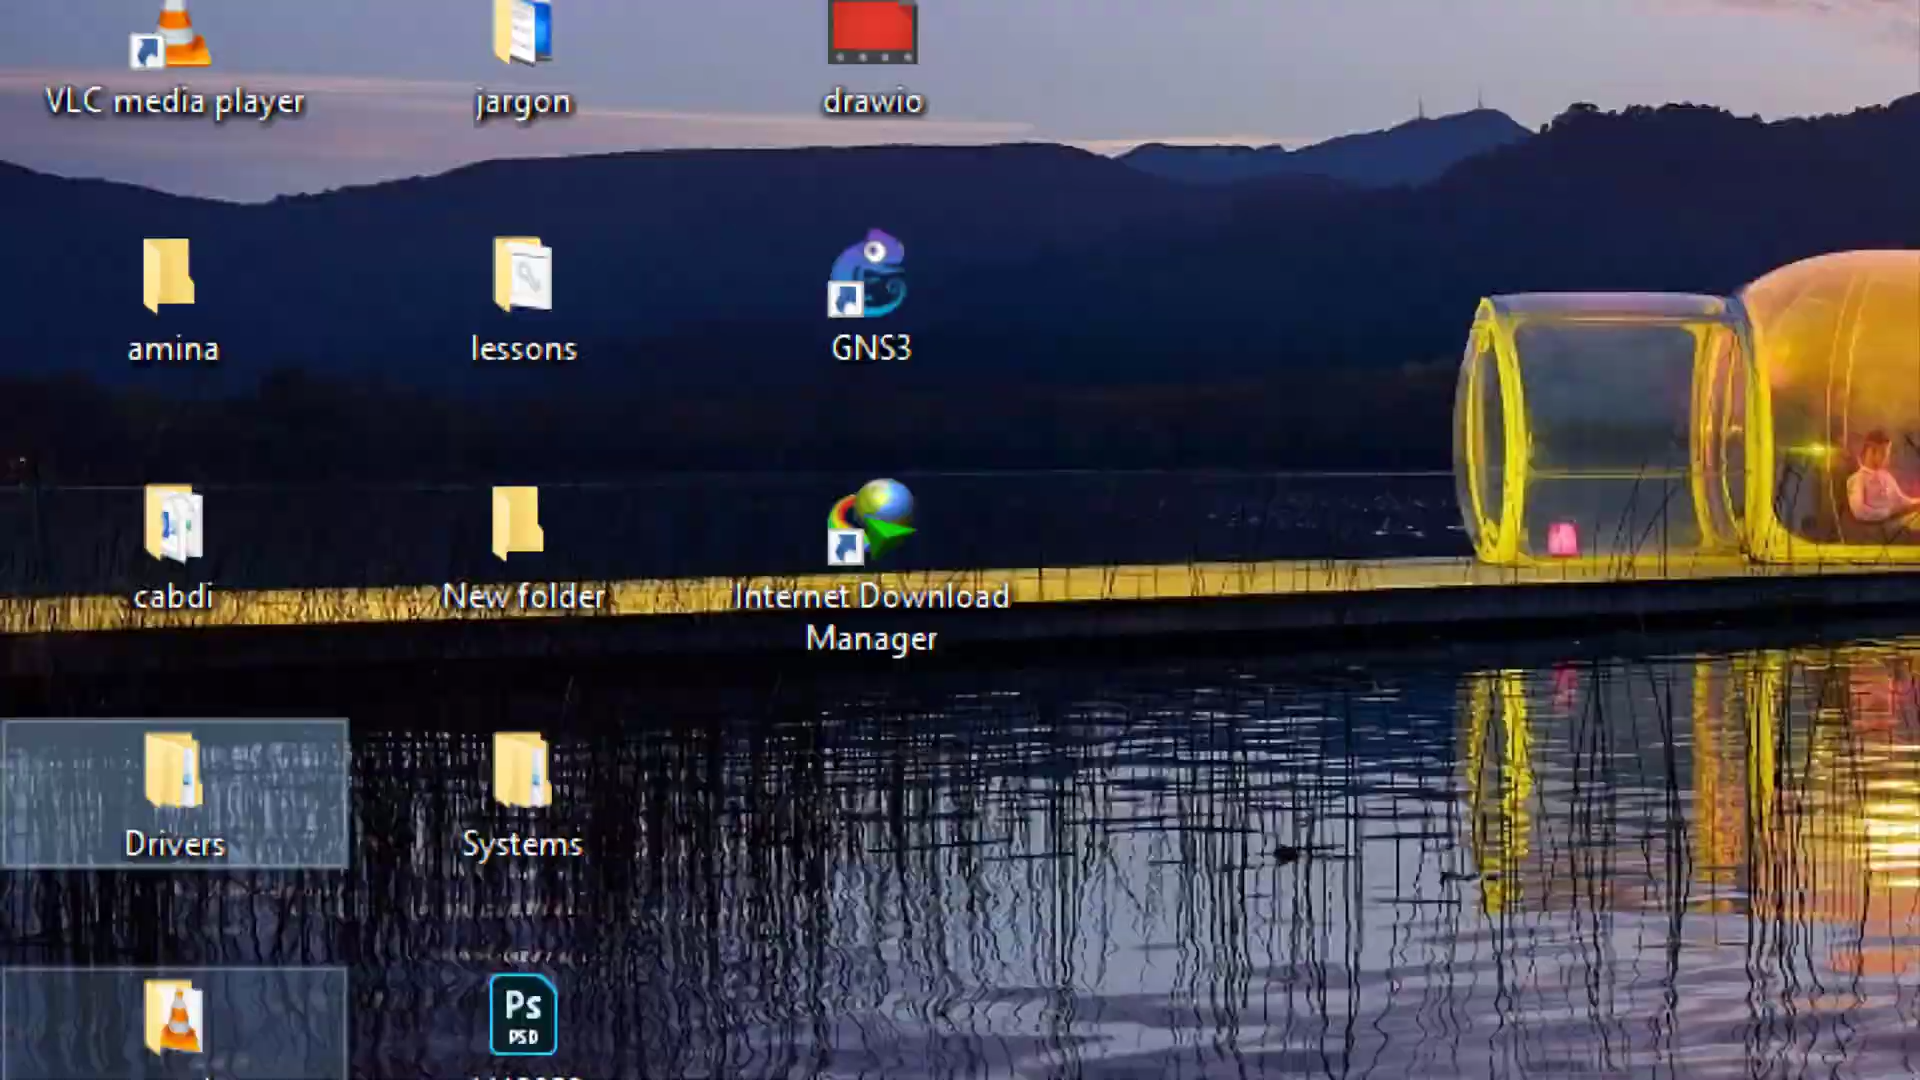 VLC media player
jargon
drawio
amina
lessons
GNS3
cabdi
New folder
Internet Download
Manager
Drivers
Systems
Ps
PSD